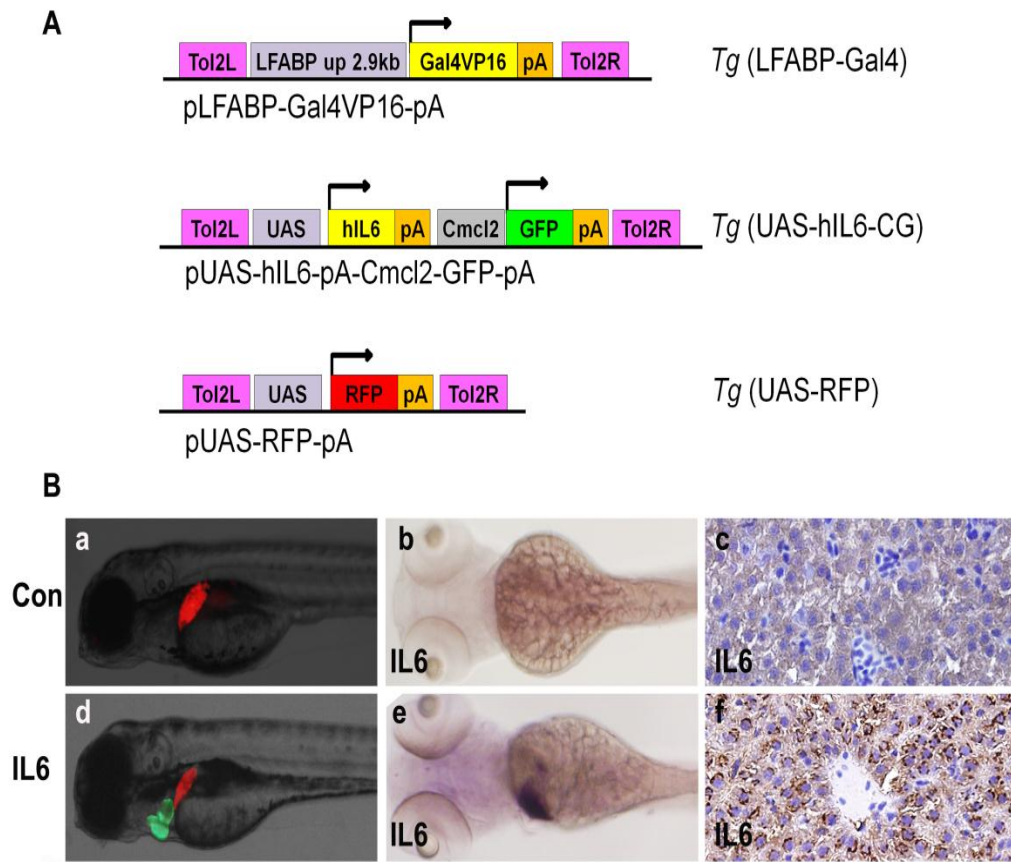 A
Tol2L LFABP up 2.9kb Gal4VP16 pA Tol2R Tg (LFABP-Gal4)
pLFABP-Gal4VP16-pA
Tol2L UAS hIL6 pA Cmcl2 GFP pA Tol2R Tg (UAS-hIL6-CG)
pUAS-hIL6-pA-Cmcl2-GFP-pA
Tol2L UAS RFP pA Tol2R Tg (UAS-RFP)
pUAS-RFP-pA
B
a b c
Con
IL6 IL6
d e f
IL6
IL6 IL6